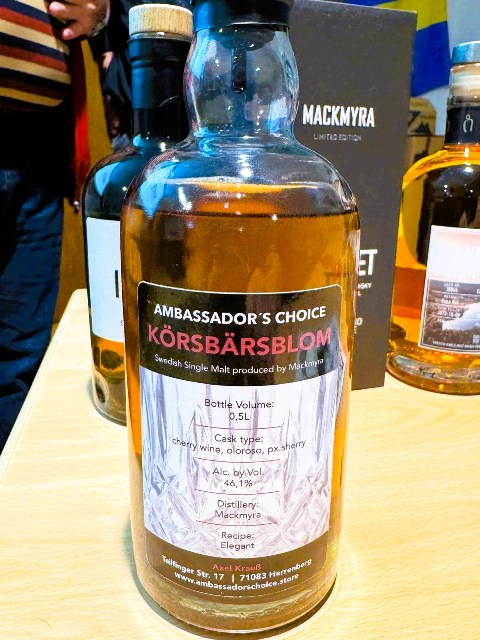 MACKMYRA
LIMITED EDITION
AMBASSADOR´S CHOICE
KÖRSBÄRSBLOM
Swedish Single Malt produced by Mackmyra
Bottle Volume:
0,5L
Cask type:
cherry wine, oloroso, px.sherry
Alc. by Vol.
46,1%
Distillery:
Mackmyra
Recipe:
Elegant
Axel Krauß
Tailfinger Str. 17 | 71083 Herrenberg
www.ambassadorschoice.store